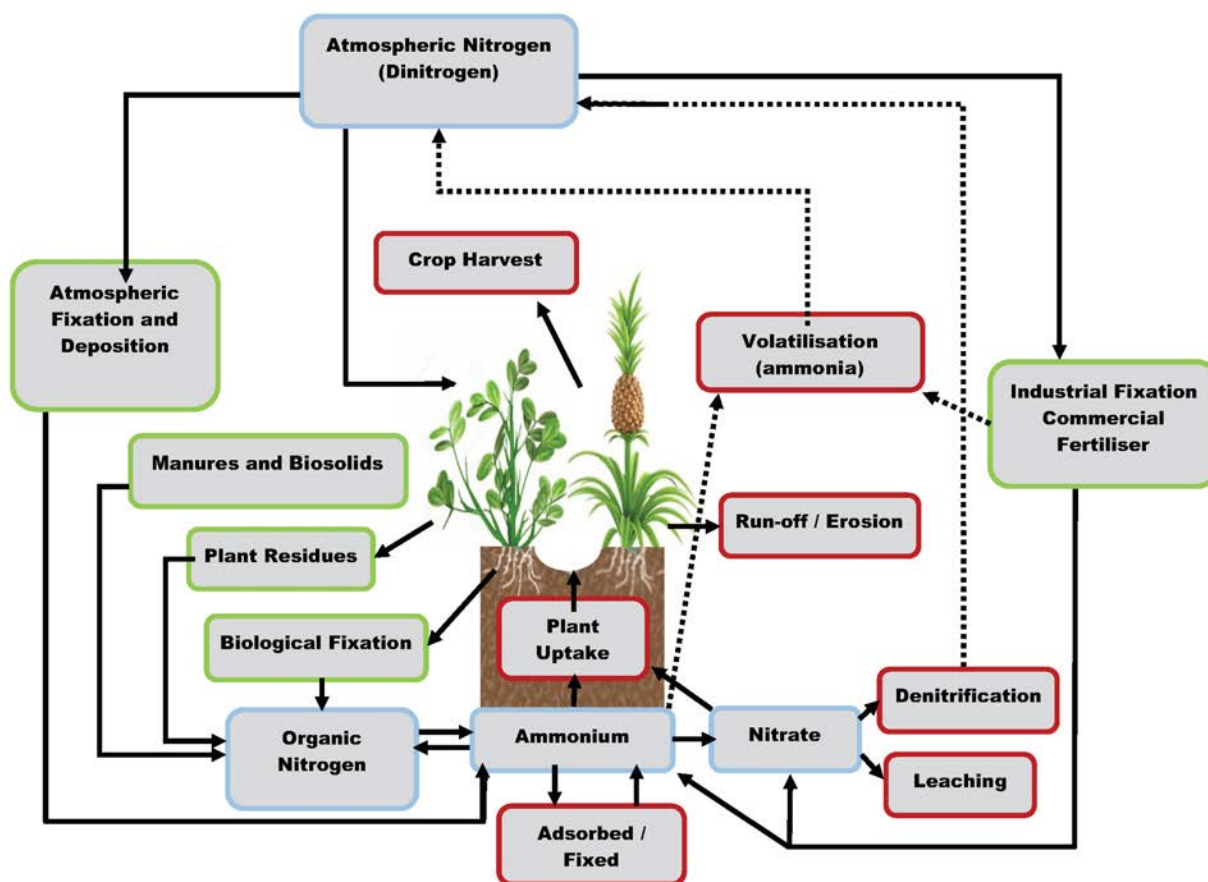 Atmospheric Nitrogen
(Dinitrogen)
Crop Harvest
Atmospheric
Fixation and
Deposition
Volatilisation
(ammonia)
Industrial Fixation
Commercial
Fertiliser
Manures and Biosolids
Run-off / Erosion
Plant Residues
Biological Fixation
Plant
Uptake
Organic
Nitrogen
Ammonium
Nitrate
Denitrification
Leaching
Adsorbed /
Fixed